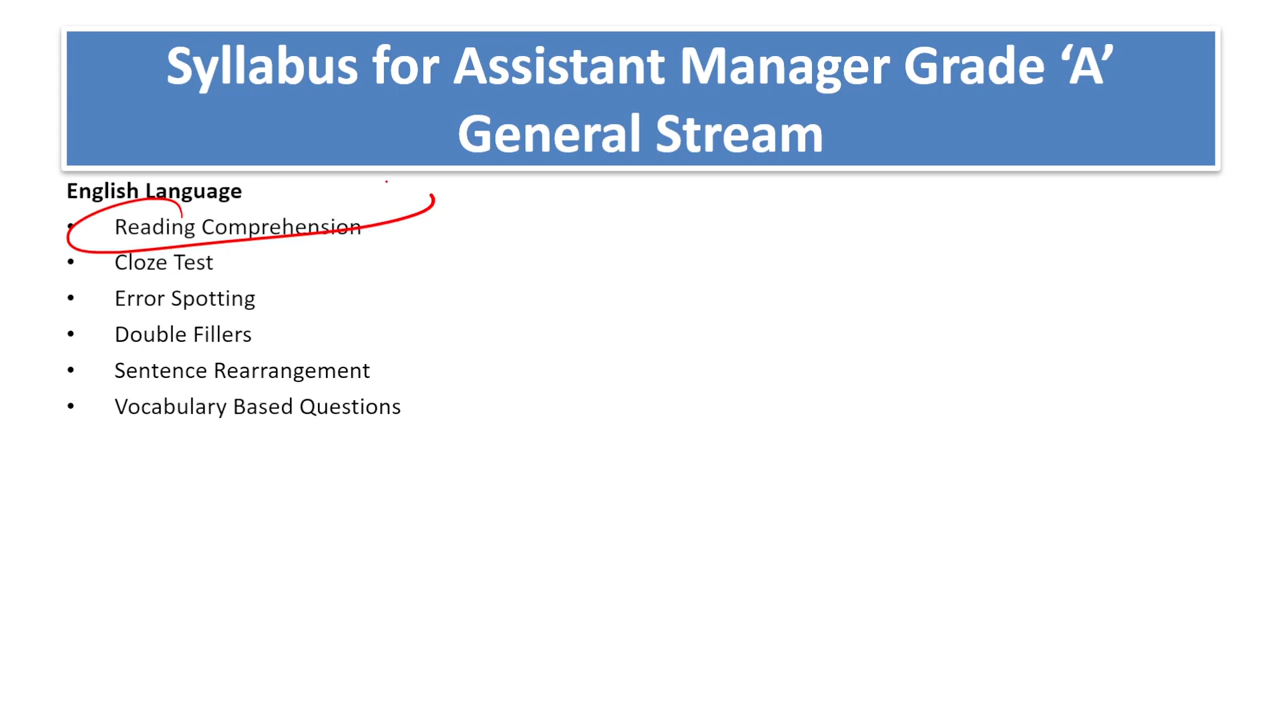 Syllabus for Assistant Manager Grade ‘A’
General Stream
English Language
• Reading Comprehension
• Cloze Test
• Error Spotting
• Double Fillers
• Sentence Rearrangement
• Vocabulary Based Questions